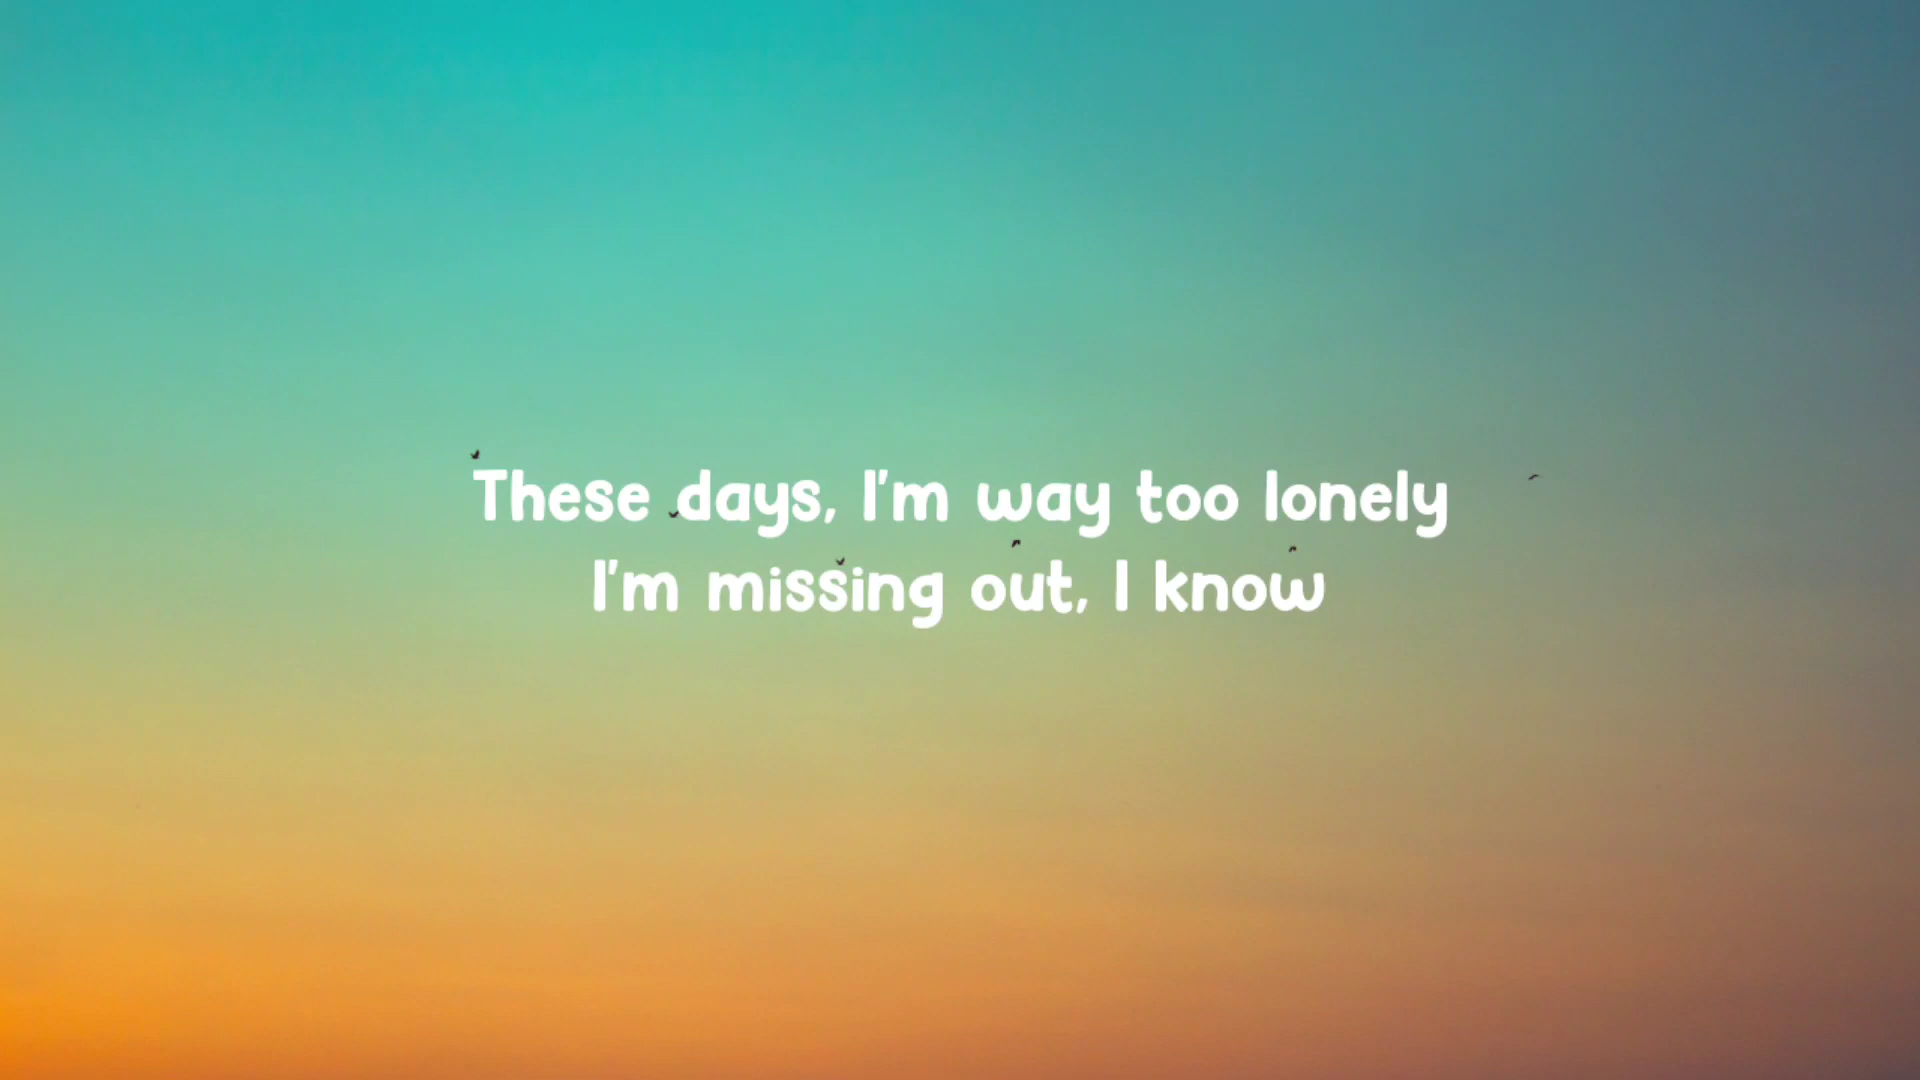 These days, I'm way too lonely
I'm missing out, I know